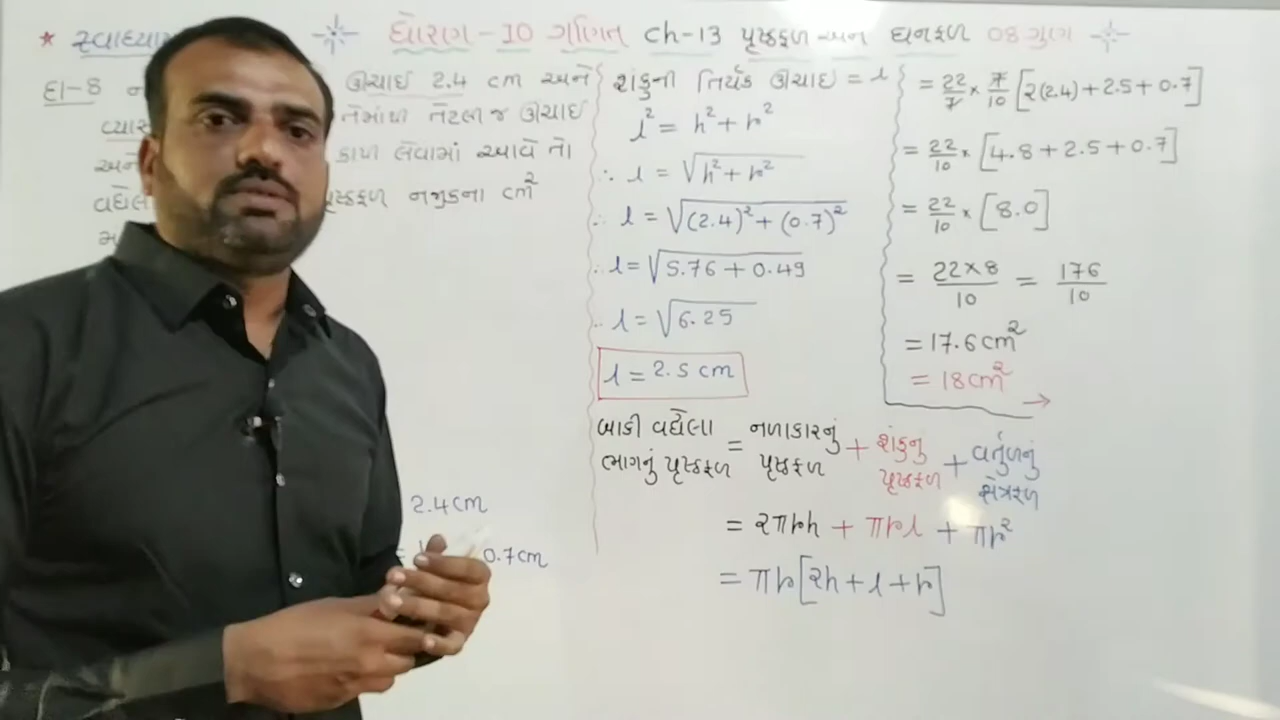 ★ સ્વાધ્યાય
ધોરણ - 10 ગણિત ch-13 પૃષ્ઠફળ અને ઘનફળ 08 ગુણ
દા-8
ઊંચાઈ 2.4 cm અને
વ્યાસ
તેમાંથી તેટલી જ ઊંચાઈ
અને
કાળ લેવામાં આવે તો
વધેલ
પૃષ્ઠફળ નજીકના cm²
2.4cm
= 0.7cm
શંકુની તિર્યક ઊંચાઈ = l
l² = h² + r²
∴ l = √h² + r²
∴ l = √(2.4)² + (0.7)²
∴ l = √5.76 + 0.49
∴ l = √6.25
l = 2.5 cm
બાકી વધેલા ભાગનું પૃષ્ઠફળ = નળાકારનું પૃષ્ઠફળ + શંકુનુ પૃષ્ઠફળ + વર્તુળનું ક્ષેત્રફળ
= 2πrh + πrl + πr²
= πr[2h + l + r]
= 22/7 × 7/10 [2(2.4) + 2.5 + 0.7]
= 22/10 × [4.8 + 2.5 + 0.7]
= 22/10 × [8.0]
= 22×8/10 = 176/10
= 17.6 cm²
= 18 cm²